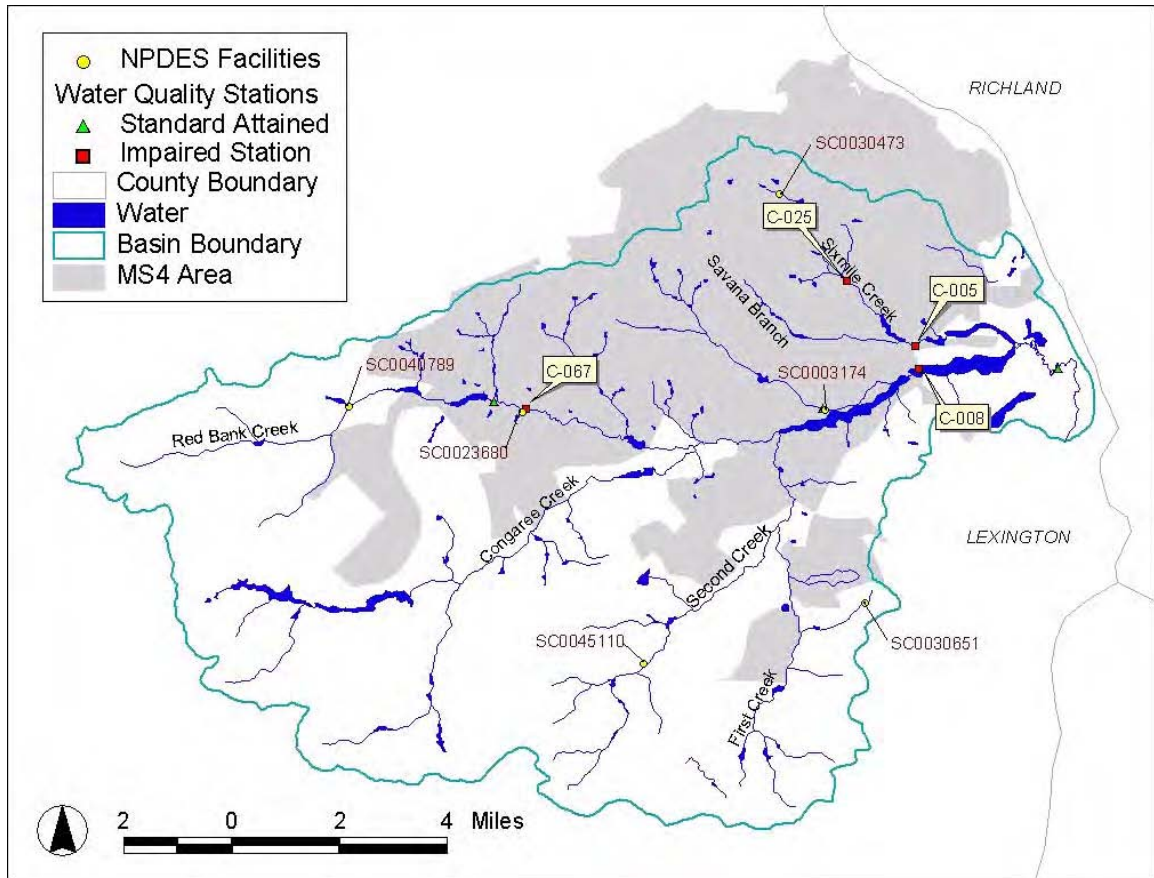 NPDES Facilities
Water Quality Stations
Standard Attained
Impaired Station
County Boundary
Water
Basin Boundary
MS4 Area
RICHLAND
SC0030473
C-025
Sixmile Creek
Savana Branch
C-005
SC0040789
C-067
SC0003174
Red Bank Creek
SC0023680
C-008
Congaree Creek
Second Creek
LEXINGTON
SC0045110
SC0030651
First Creek
2 0 2 4 Miles